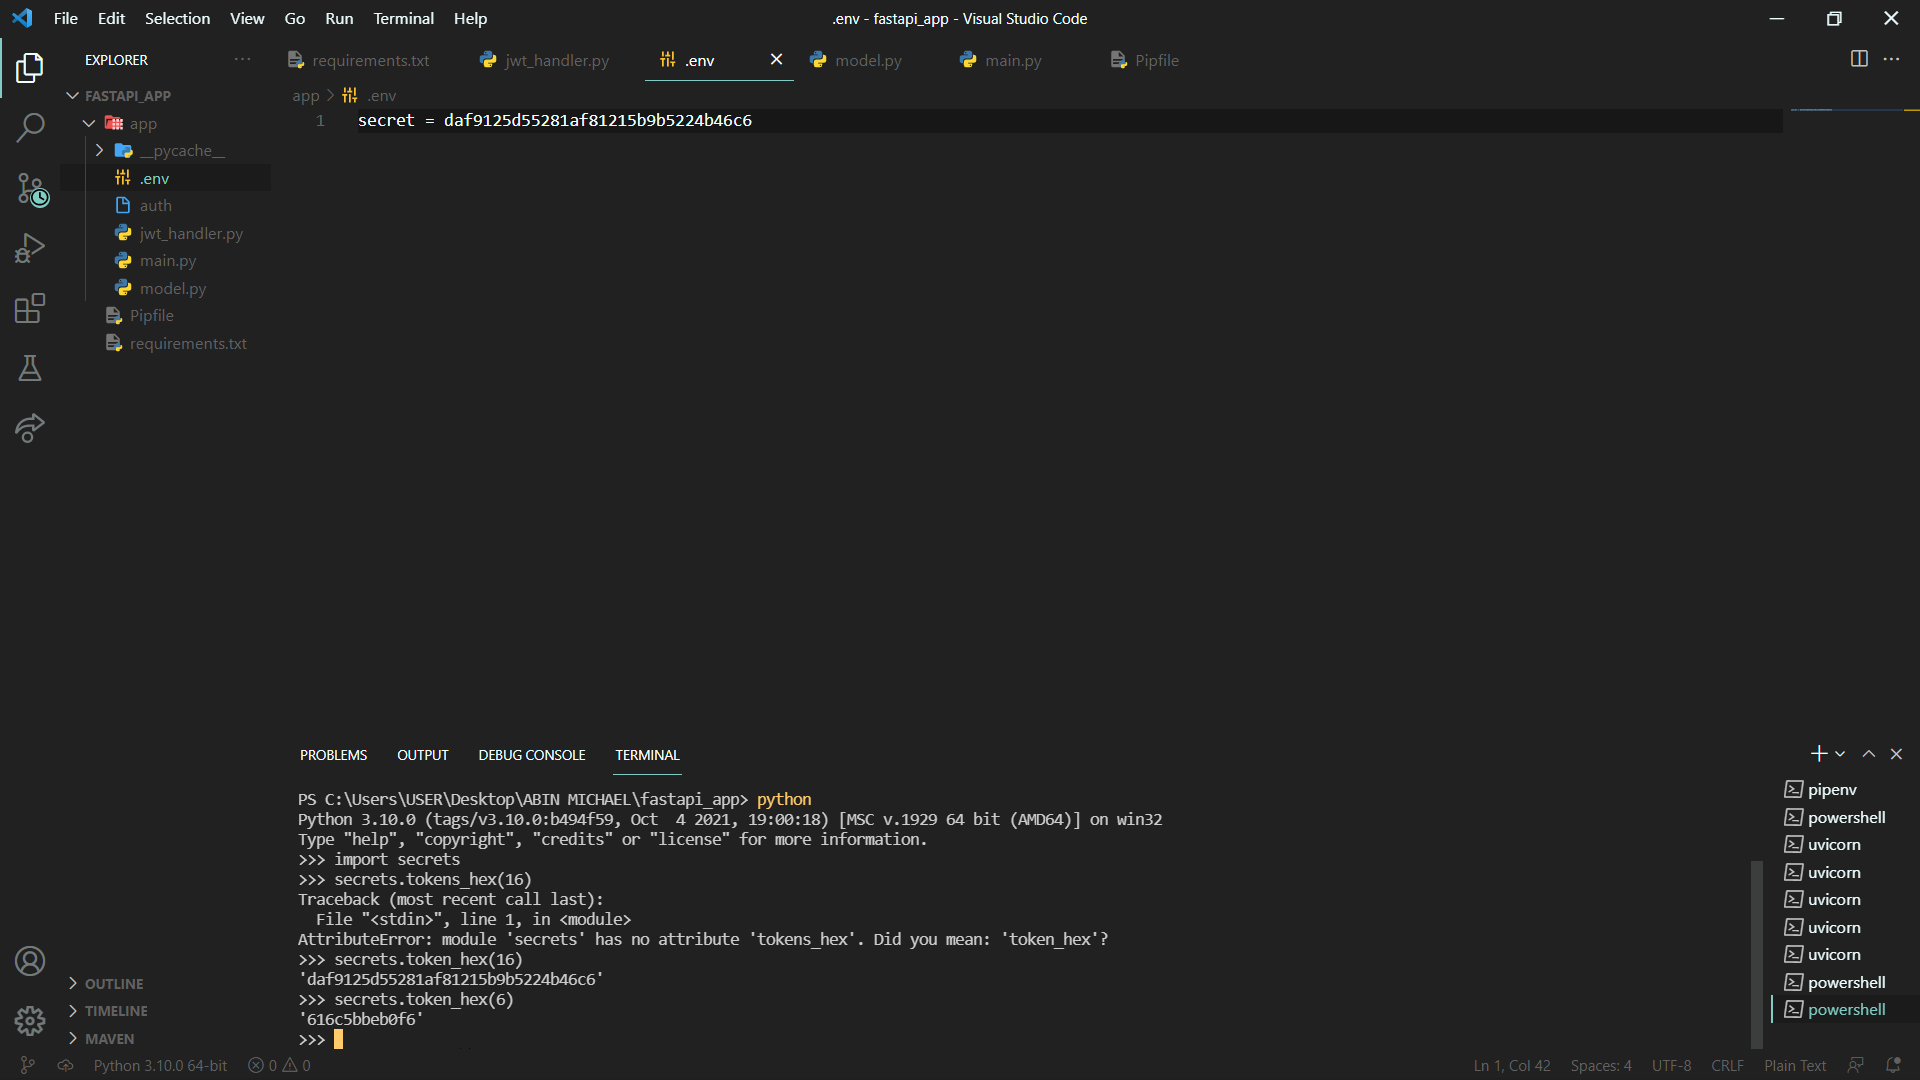 File Edit Selection View Go Run Terminal Help
.env - fastapi_app - Visual Studio Code
EXPLORER
requirements.txt
jwt_handler.py
.env
model.py
main.py
Pipfile
FASTAPI_APP
app
__pycache__
.env
auth
jwt_handler.py
main.py
model.py
Pipfile
requirements.txt
OUTLINE
TIMELINE
MAVEN
app > .env
1 secret = daf9125d55281af81215b9b5224b46c6
PROBLEMS OUTPUT DEBUG CONSOLE TERMINAL
PS C:\Users\USER\Desktop\ABIN MICHAEL\fastapi_app> python
Python 3.10.0 (tags/v3.10.0:b494f59, Oct  4 2021, 19:00:18) [MSC v.1929 64 bit (AMD64)] on win32
Type "help", "copyright", "credits" or "license" for more information.
>>> import secrets
>>> secrets.tokens_hex(16)
Traceback (most recent call last):
  File "<stdin>", line 1, in <module>
AttributeError: module 'secrets' has no attribute 'tokens_hex'. Did you mean: 'token_hex'?
>>> secrets.token_hex(16)
'daf9125d55281af81215b9b5224b46c6'
>>> secrets.token_hex(6)
'616c5bbeb0f6'
>>>
pipenv
powershell
uvicorn
uvicorn
uvicorn
uvicorn
uvicorn
powershell
powershell
Python 3.10.0 64-bit 0 0 Ln 1, Col 42 Spaces: 4 UTF-8 CRLF Plain Text